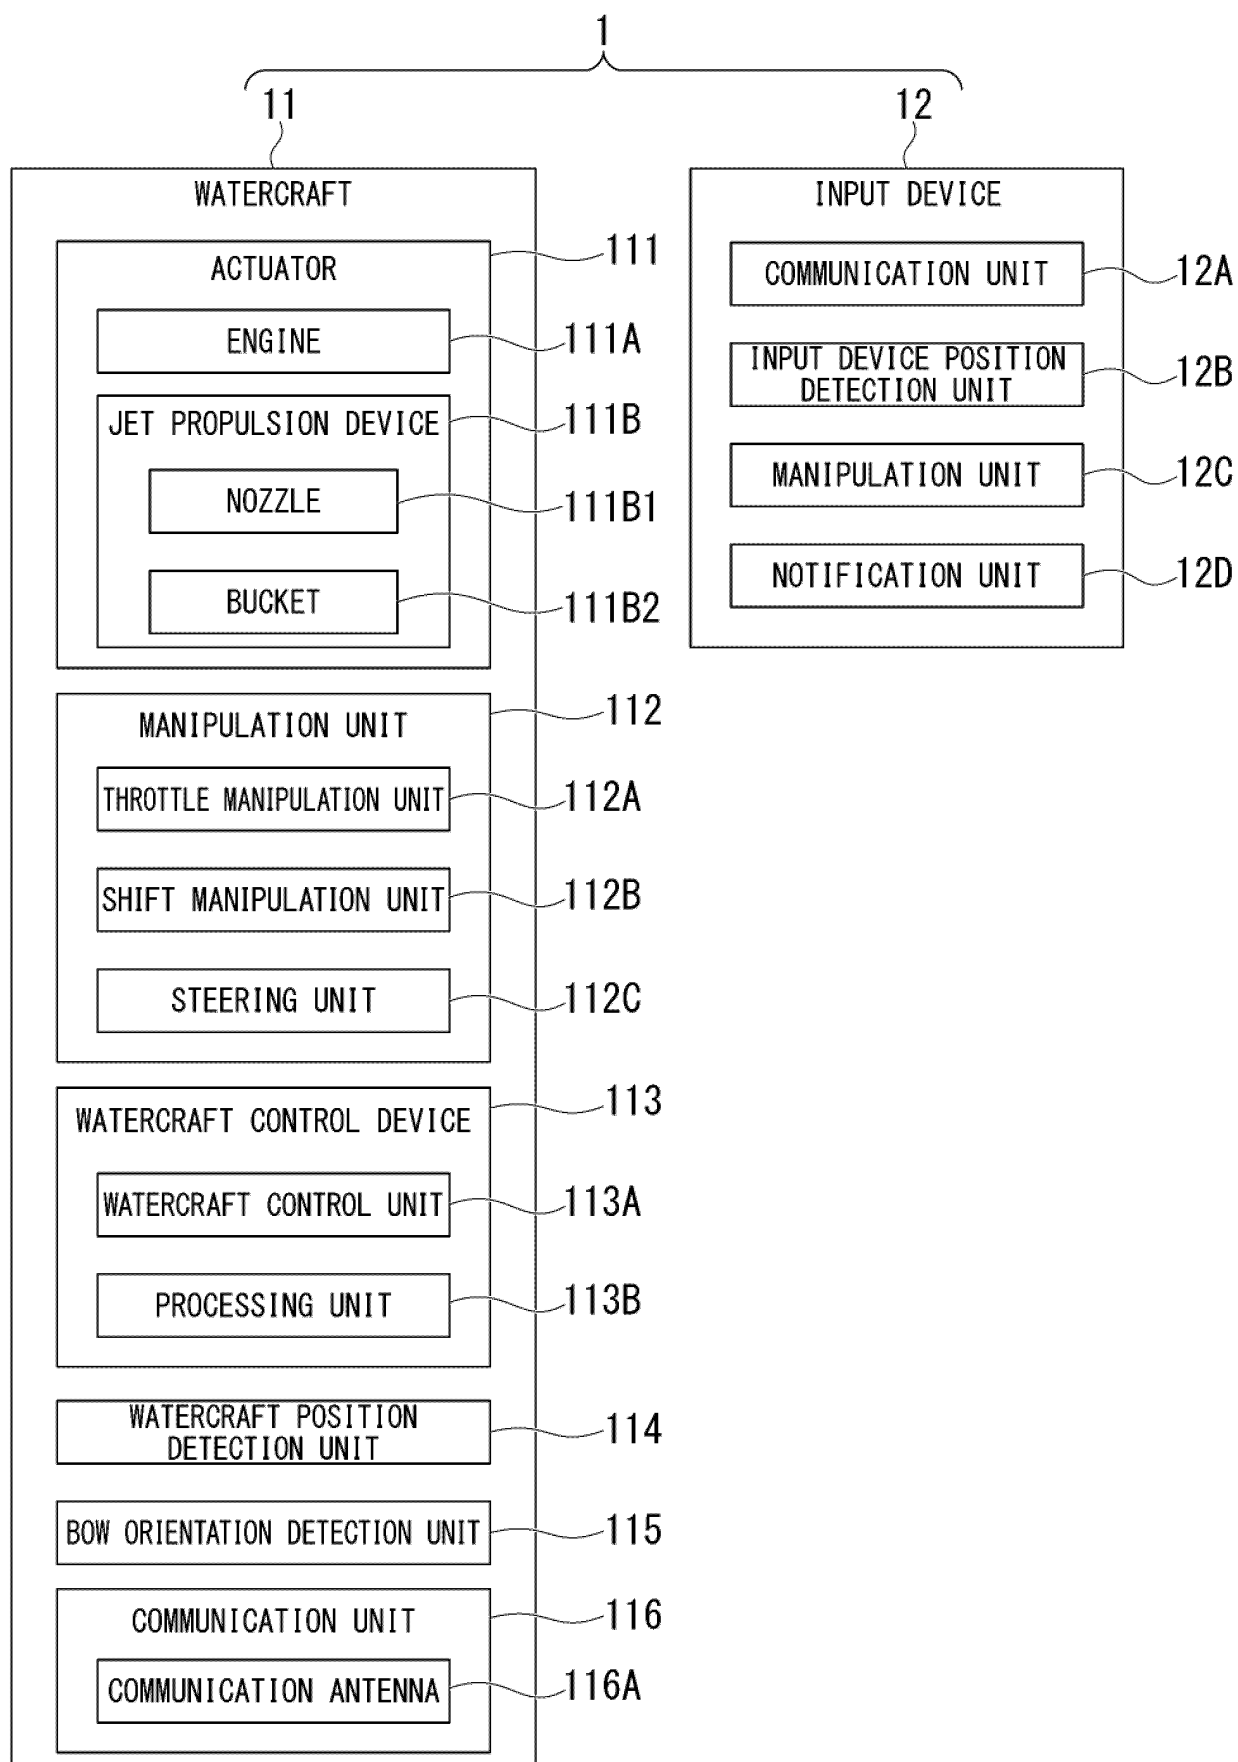 1
11
12
WATERCRAFT
ACTUATOR
111
ENGINE
111A
JET PROPULSION DEVICE
111B
NOZZLE
111B1
BUCKET
111B2
MANIPULATION UNIT
112
THROTTLE MANIPULATION UNIT
112A
SHIFT MANIPULATION UNIT
112B
STEERING UNIT
112C
WATERCRAFT CONTROL DEVICE
113
WATERCRAFT CONTROL UNIT
113A
PROCESSING UNIT
113B
WATERCRAFT POSITION
DETECTION UNIT
114
BOW ORIENTATION DETECTION UNIT
115
COMMUNICATION UNIT
116
COMMUNICATION ANTENNA
116A
INPUT DEVICE
COMMUNICATION UNIT
12A
INPUT DEVICE POSITION
DETECTION UNIT
12B
MANIPULATION UNIT
12C
NOTIFICATION UNIT
12D